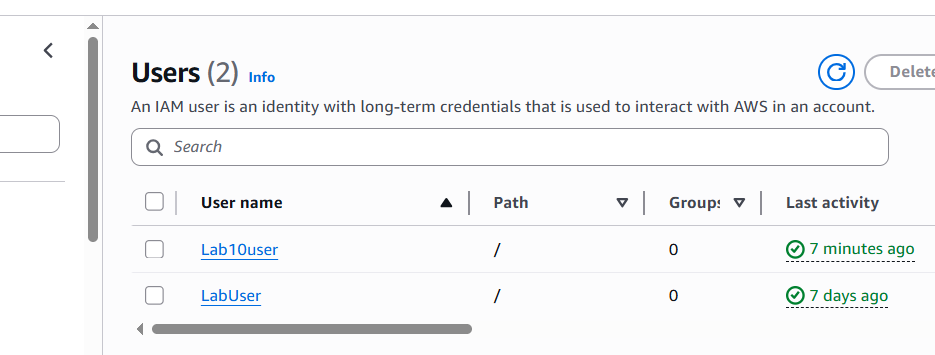 Users (2) Info
Delete
An IAM user is an identity with long-term credentials that is used to interact with AWS in an account.
Search
User name Path Groups Last activity
Lab10user / 0 7 minutes ago
LabUser / 0 7 days ago